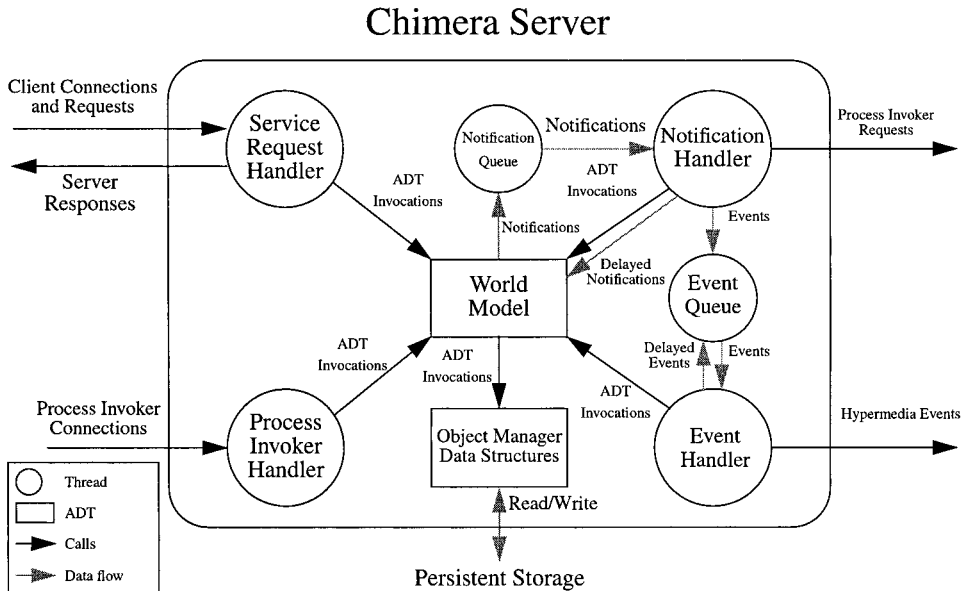 Chimera Server
Client Connections
and Requests
Server
Responses
Service
Request
Handler
Notification
Queue
Notifications
Notification
Handler
Process Invoker
Requests
ADT
Invocations
Notifications
ADT
Invocations
Delayed
Notifications
Events
World
Model
Event
Queue
ADT
Invocations
ADT
Invocations
Delayed
Events
Events
ADT
Invocations
Process Invoker
Connections
Process
Invoker
Handler
Object Manager
Data Structures
Event
Handler
Hypermedia Events
Read/Write
Persistent Storage
Thread
ADT
Calls
Data flow